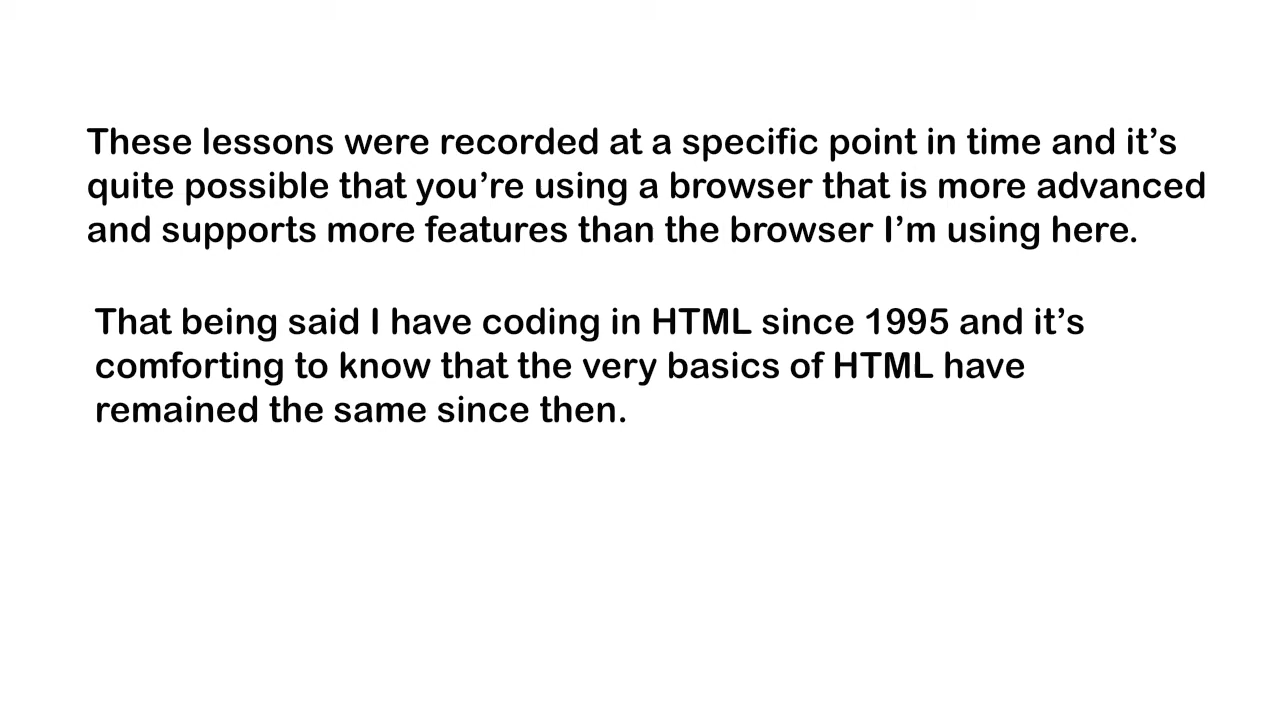 These lessons were recorded at a specific point in time and it’s
quite possible that you’re using a browser that is more advanced
and supports more features than the browser I’m using here.
That being said I have coding in HTML since 1995 and it’s
comforting to know that the very basics of HTML have
remained the same since then.